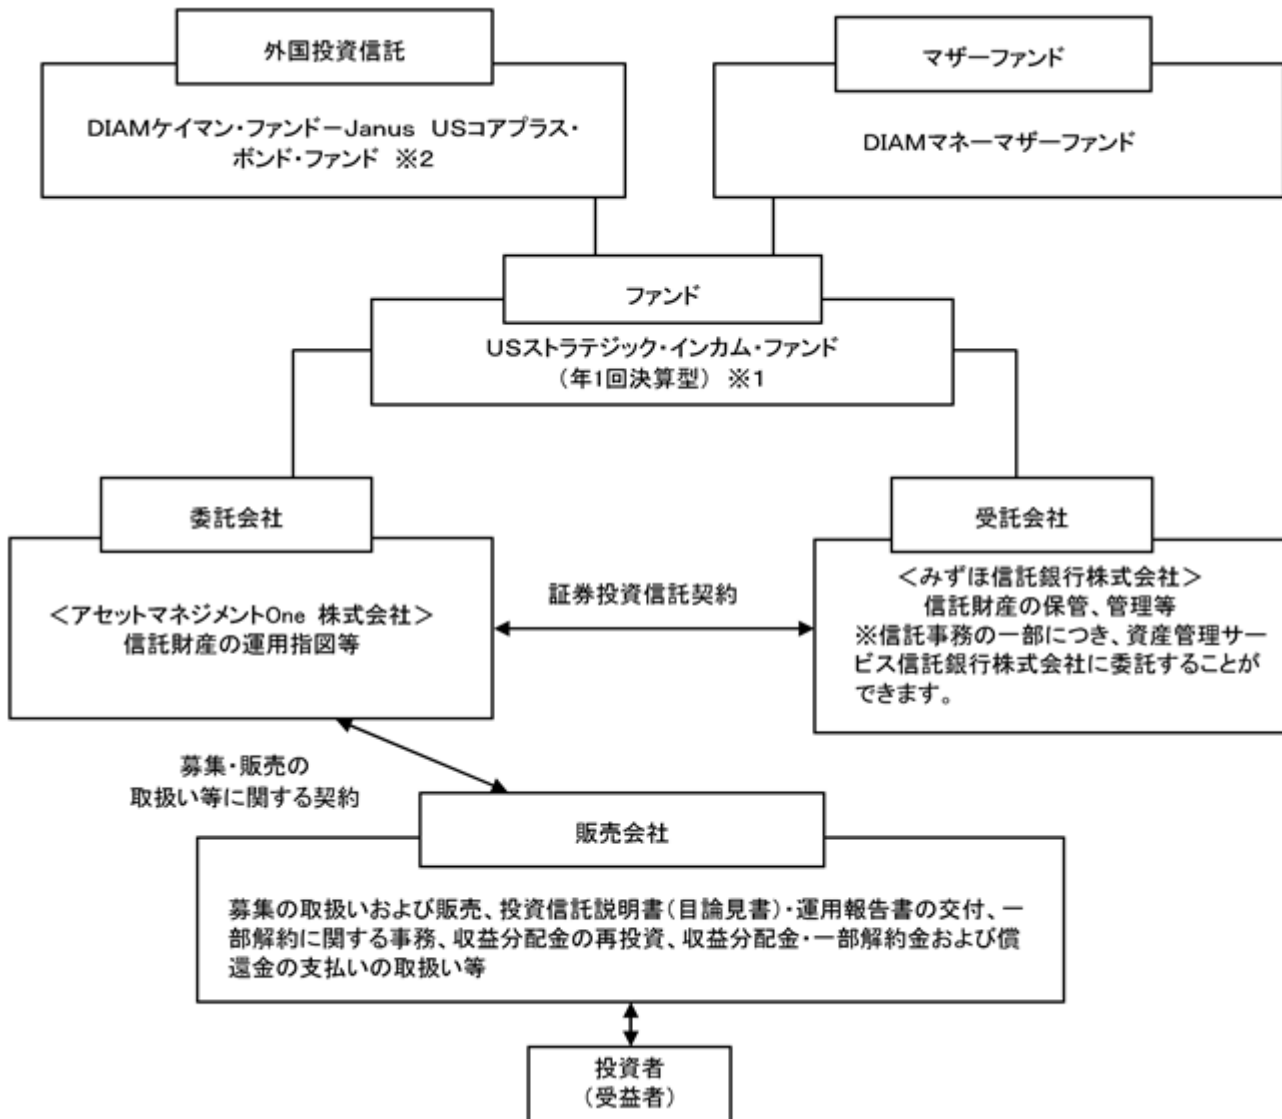 外国投資信託
マザーファンド
DIAMケイマン・ファンド－Janus USコアプラス・
ボンド・ファンド ※2
DIAMマネーマザーファンド
ファンド
USストラテジック・インカム・ファンド
(年1回決算型) ※1
委託会社
受託会社
＜アセットマネジメントOne 株式会社＞
信託財産の運用指図等
証券投資信託契約
＜みずほ信託銀行株式会社＞
信託財産の保管、管理等
※信託事務の一部につき、資産管理サー
ビス信託銀行株式会社に委託することが
できます。
募集・販売の
取扱い等に関する契約
販売会社
募集の取扱いおよび販売、投資信託説明書(目論見書)・運用報告書の交付、一
部解約に関する事務、収益分配金の再投資、収益分配金・一部解約金および償
還金の支払いの取扱い等
投資者
(受益者)